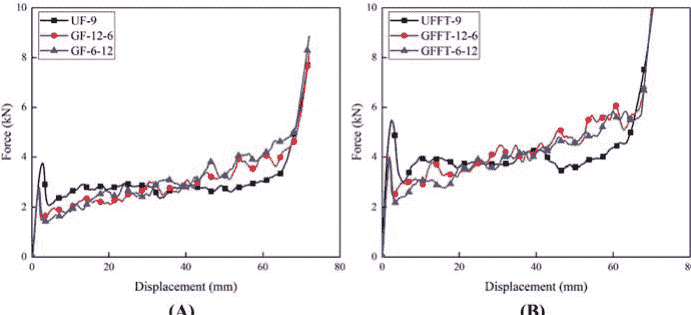 10
8
6
4
2
0
0 20 40 60 80
Force (kN)
Displacement (mm)
UF-9
GF-12-6
GF-6-12
(A)
10
8
6
4
2
0
0 20 40 60 80
Force (kN)
Displacement (mm)
UFFT-9
GFFT-12-6
GFFT-6-12
(B)